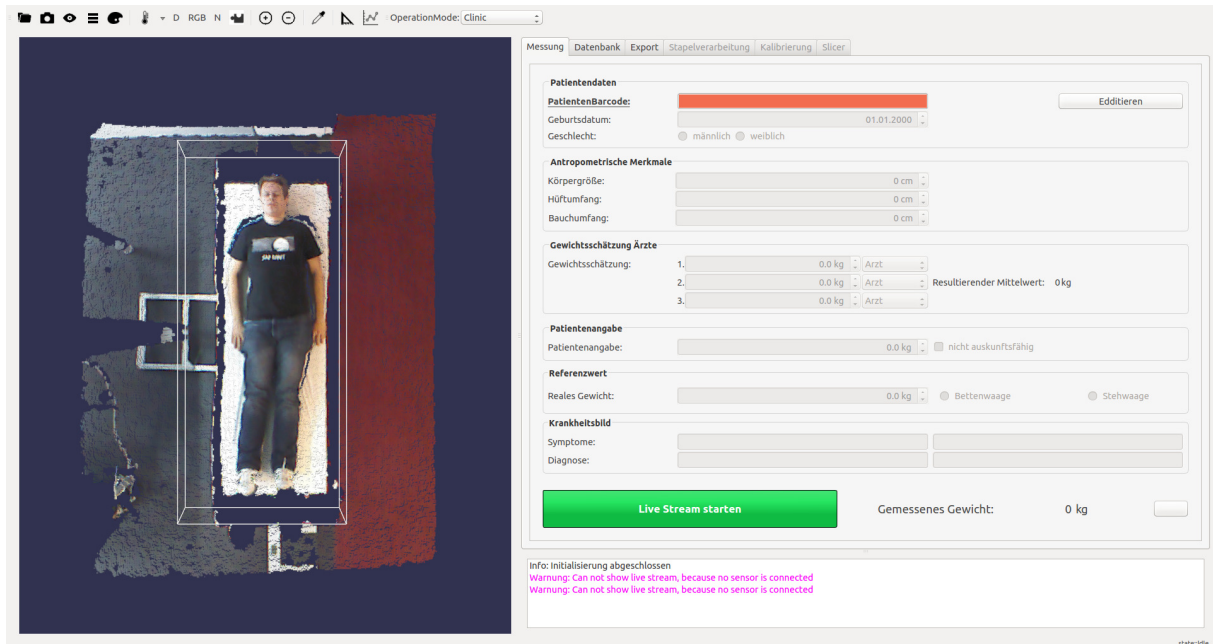 D RGB N OperationMode: Clinic
Messung Datenbank Export Stapelverarbeitung Kalibrierung Slicer
Patientendaten
PatientenBarcode: Edditieren
Geburtsdatum: 01.01.2000
Geschlecht: männlich weiblich
Antropometrische Merkmale
Körpergröße: 0 cm
Hüftumfang: 0 cm
Bauchumfang: 0 cm
Gewichtsschätzung Ärzte
Gewichtsschätzung: 1. 0.0 kg Arzt
2. 0.0 kg Arzt Resultierender Mittelwert: 0kg
3. 0.0 kg Arzt
Patientenangabe
Patientenangabe: 0.0 kg nicht auskunftsfähig
Referenzwert
Reales Gewicht: 0.0 kg Bettenwaage Stehwaage
Krankheitsbild
Symptome:
Diagnose:
Live Stream starten Gemessenes Gewicht: 0 kg
Info: Initialisierung abgeschlossen
Warnung: Can not show live stream, because no sensor is connected
Warnung: Can not show live stream, because no sensor is connected
state:Idle